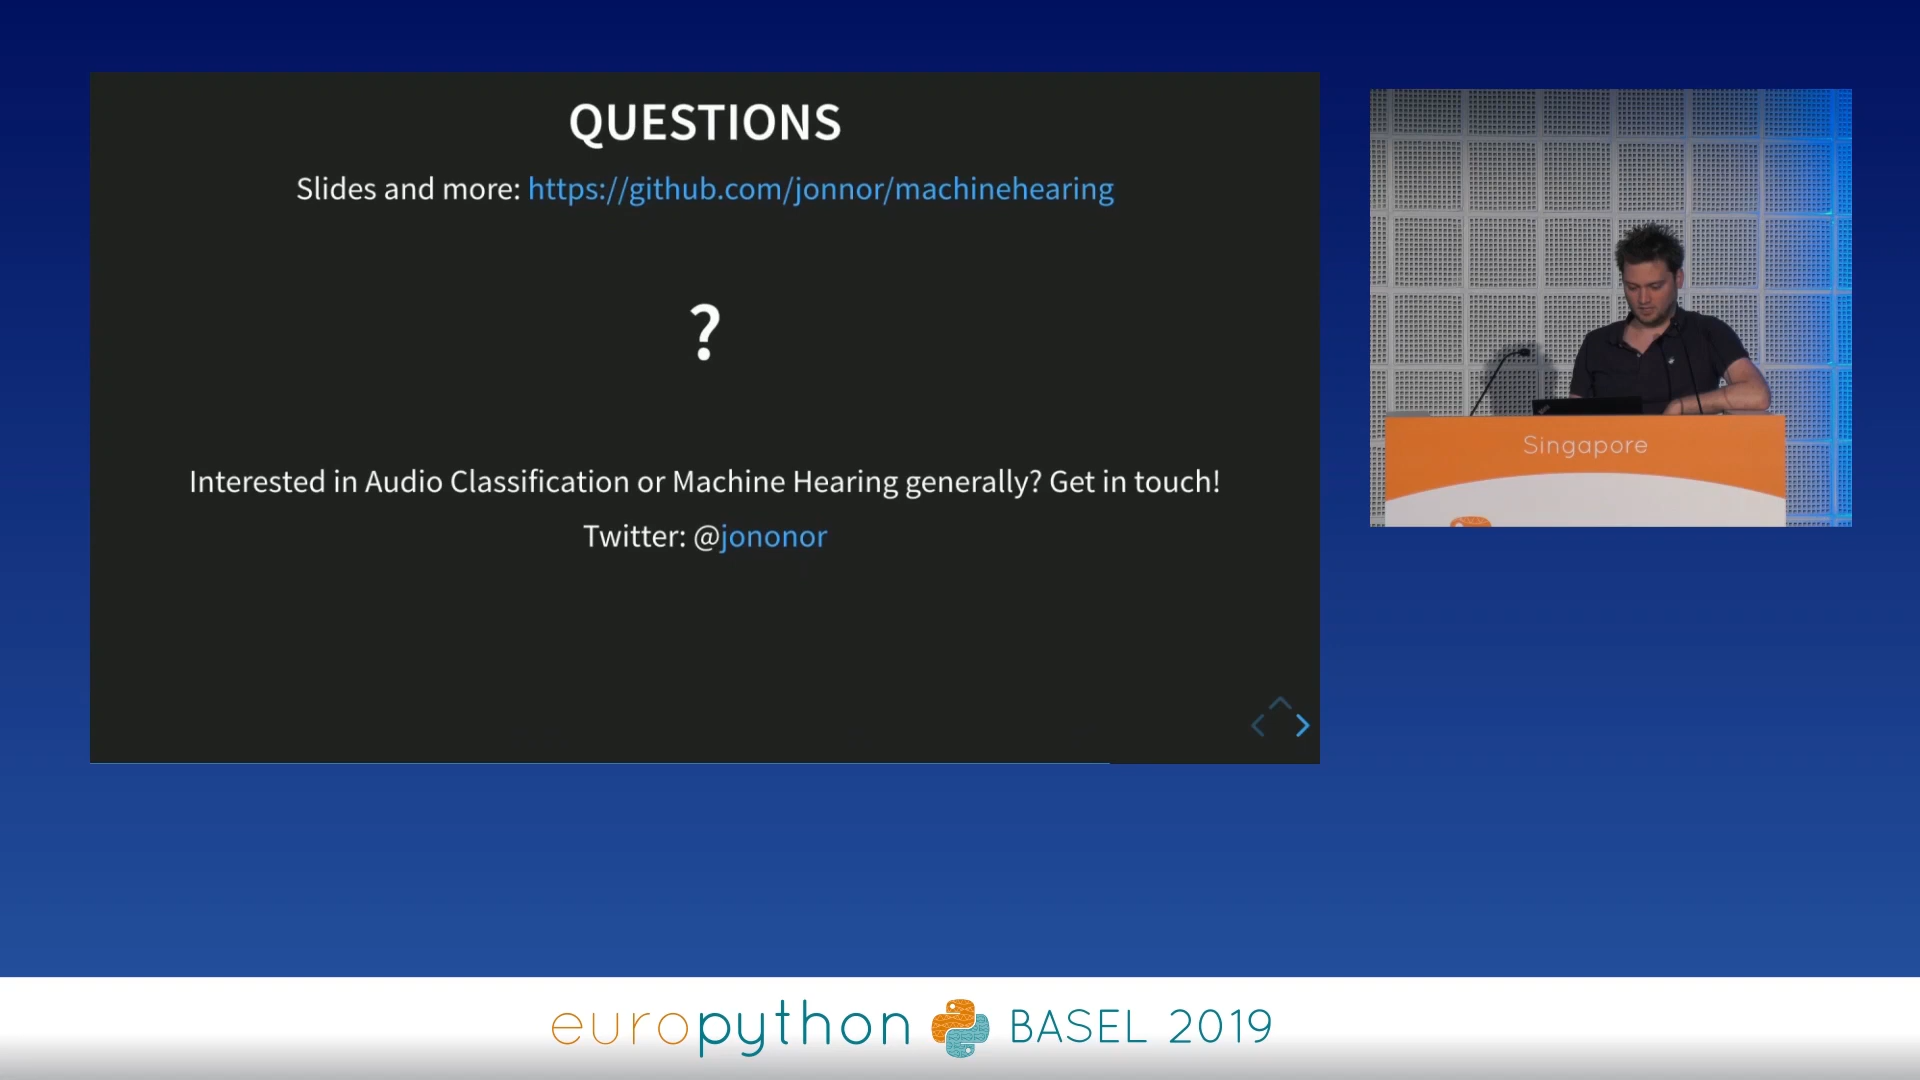 QUESTIONS
Slides and more: https://github.com/jonnor/machinehearing
?
Interested in Audio Classification or Machine Hearing generally? Get in touch!
Twitter: @jononor
Singapore
europython BASEL 2019